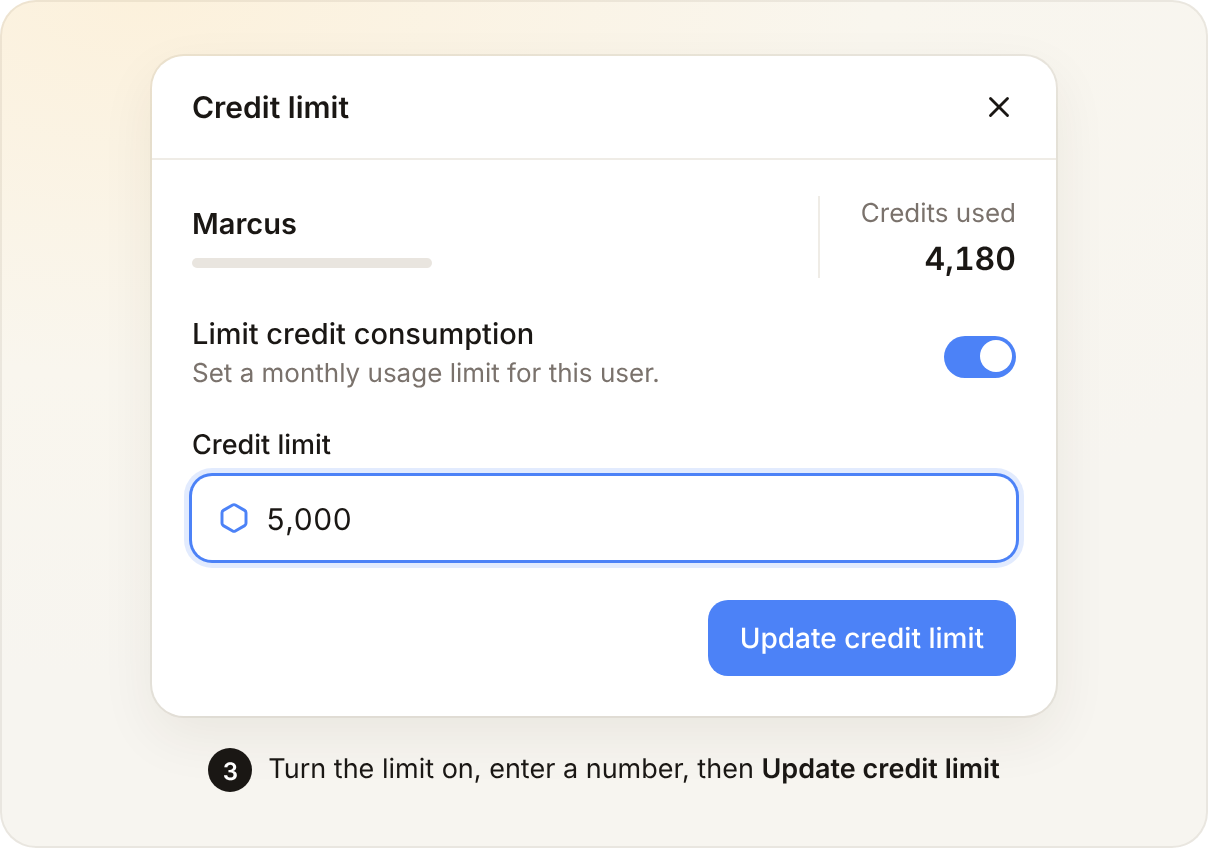 Credit limit
Marcus
Credits used
4,180
Limit credit consumption
Set a monthly usage limit for this user.
Credit limit
5,000
Update credit limit
3 Turn the limit on, enter a number, then Update credit limit